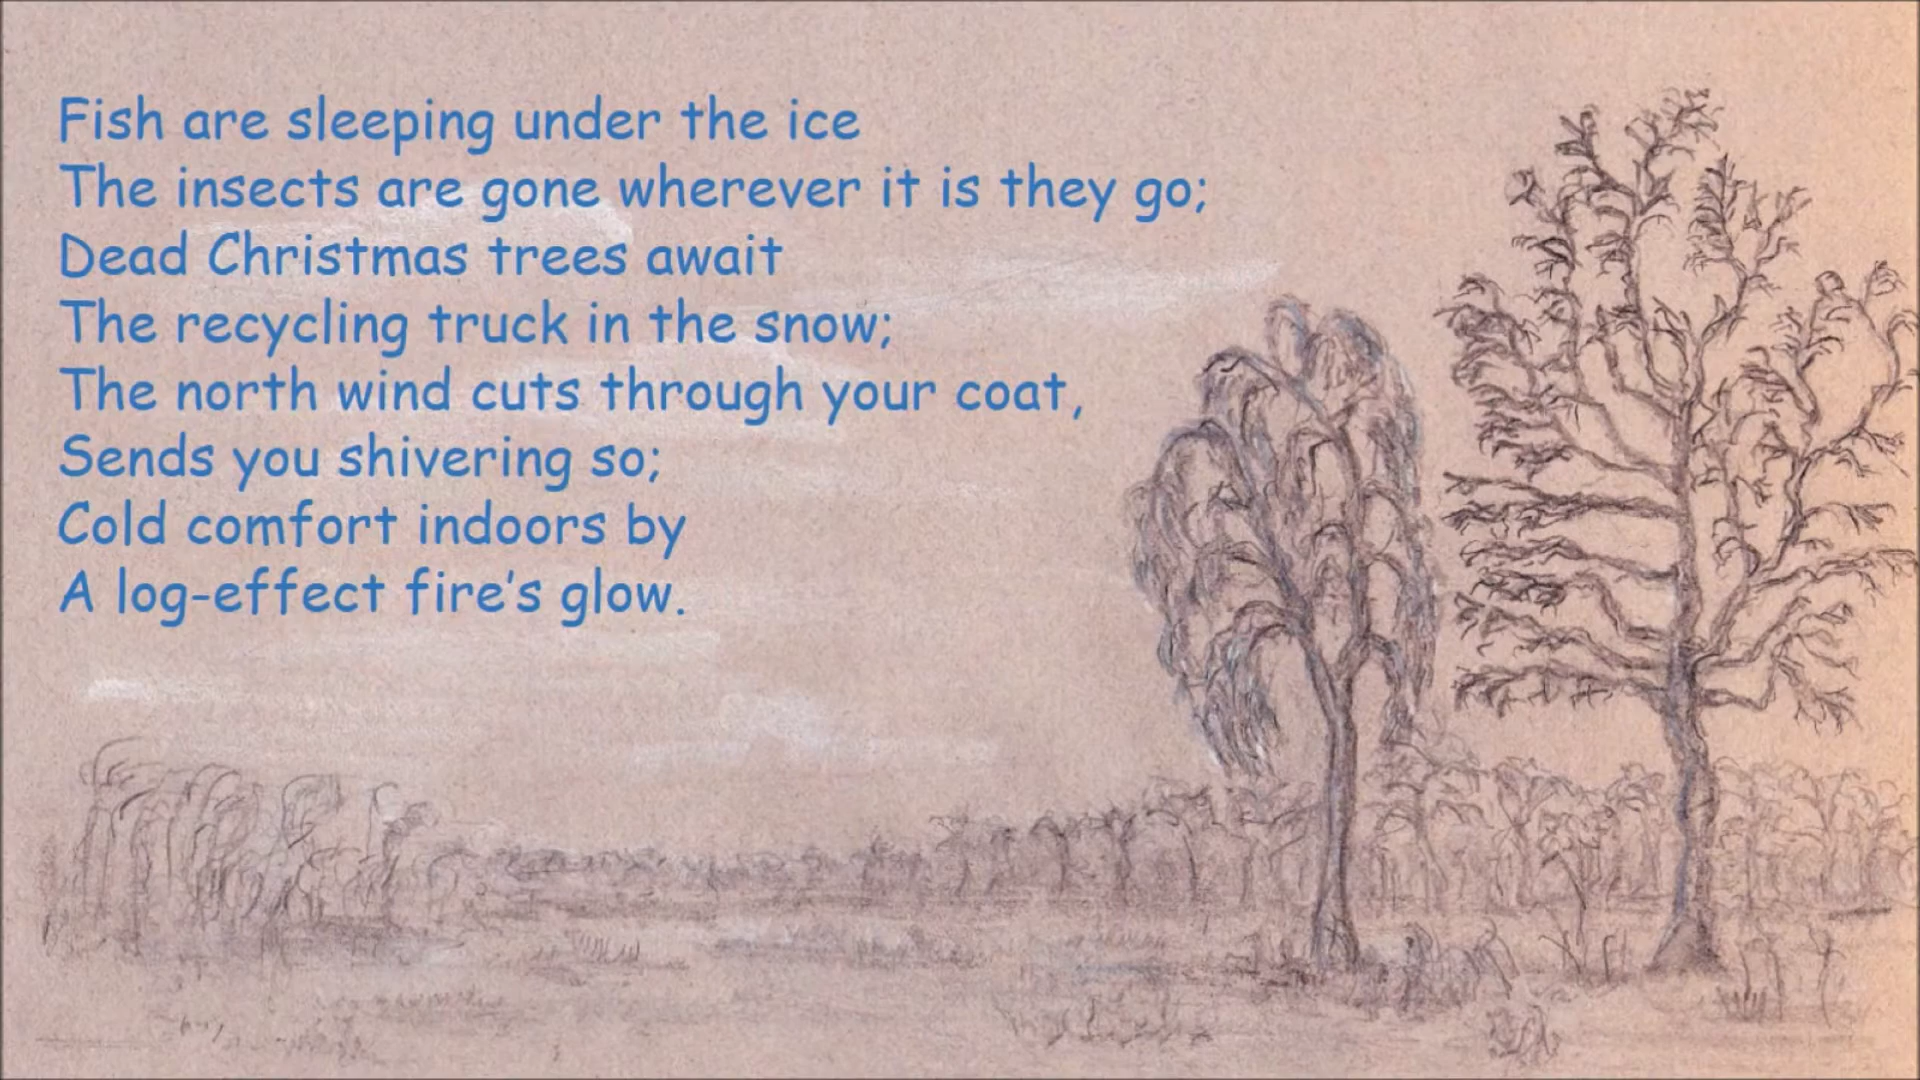 Fish are sleeping under the ice
The insects are gone wherever it is they go;
Dead Christmas trees await
The recycling truck in the snow;
The north wind cuts through your coat,
Sends you shivering so;
Cold comfort indoors by
A log-effect fire's glow.